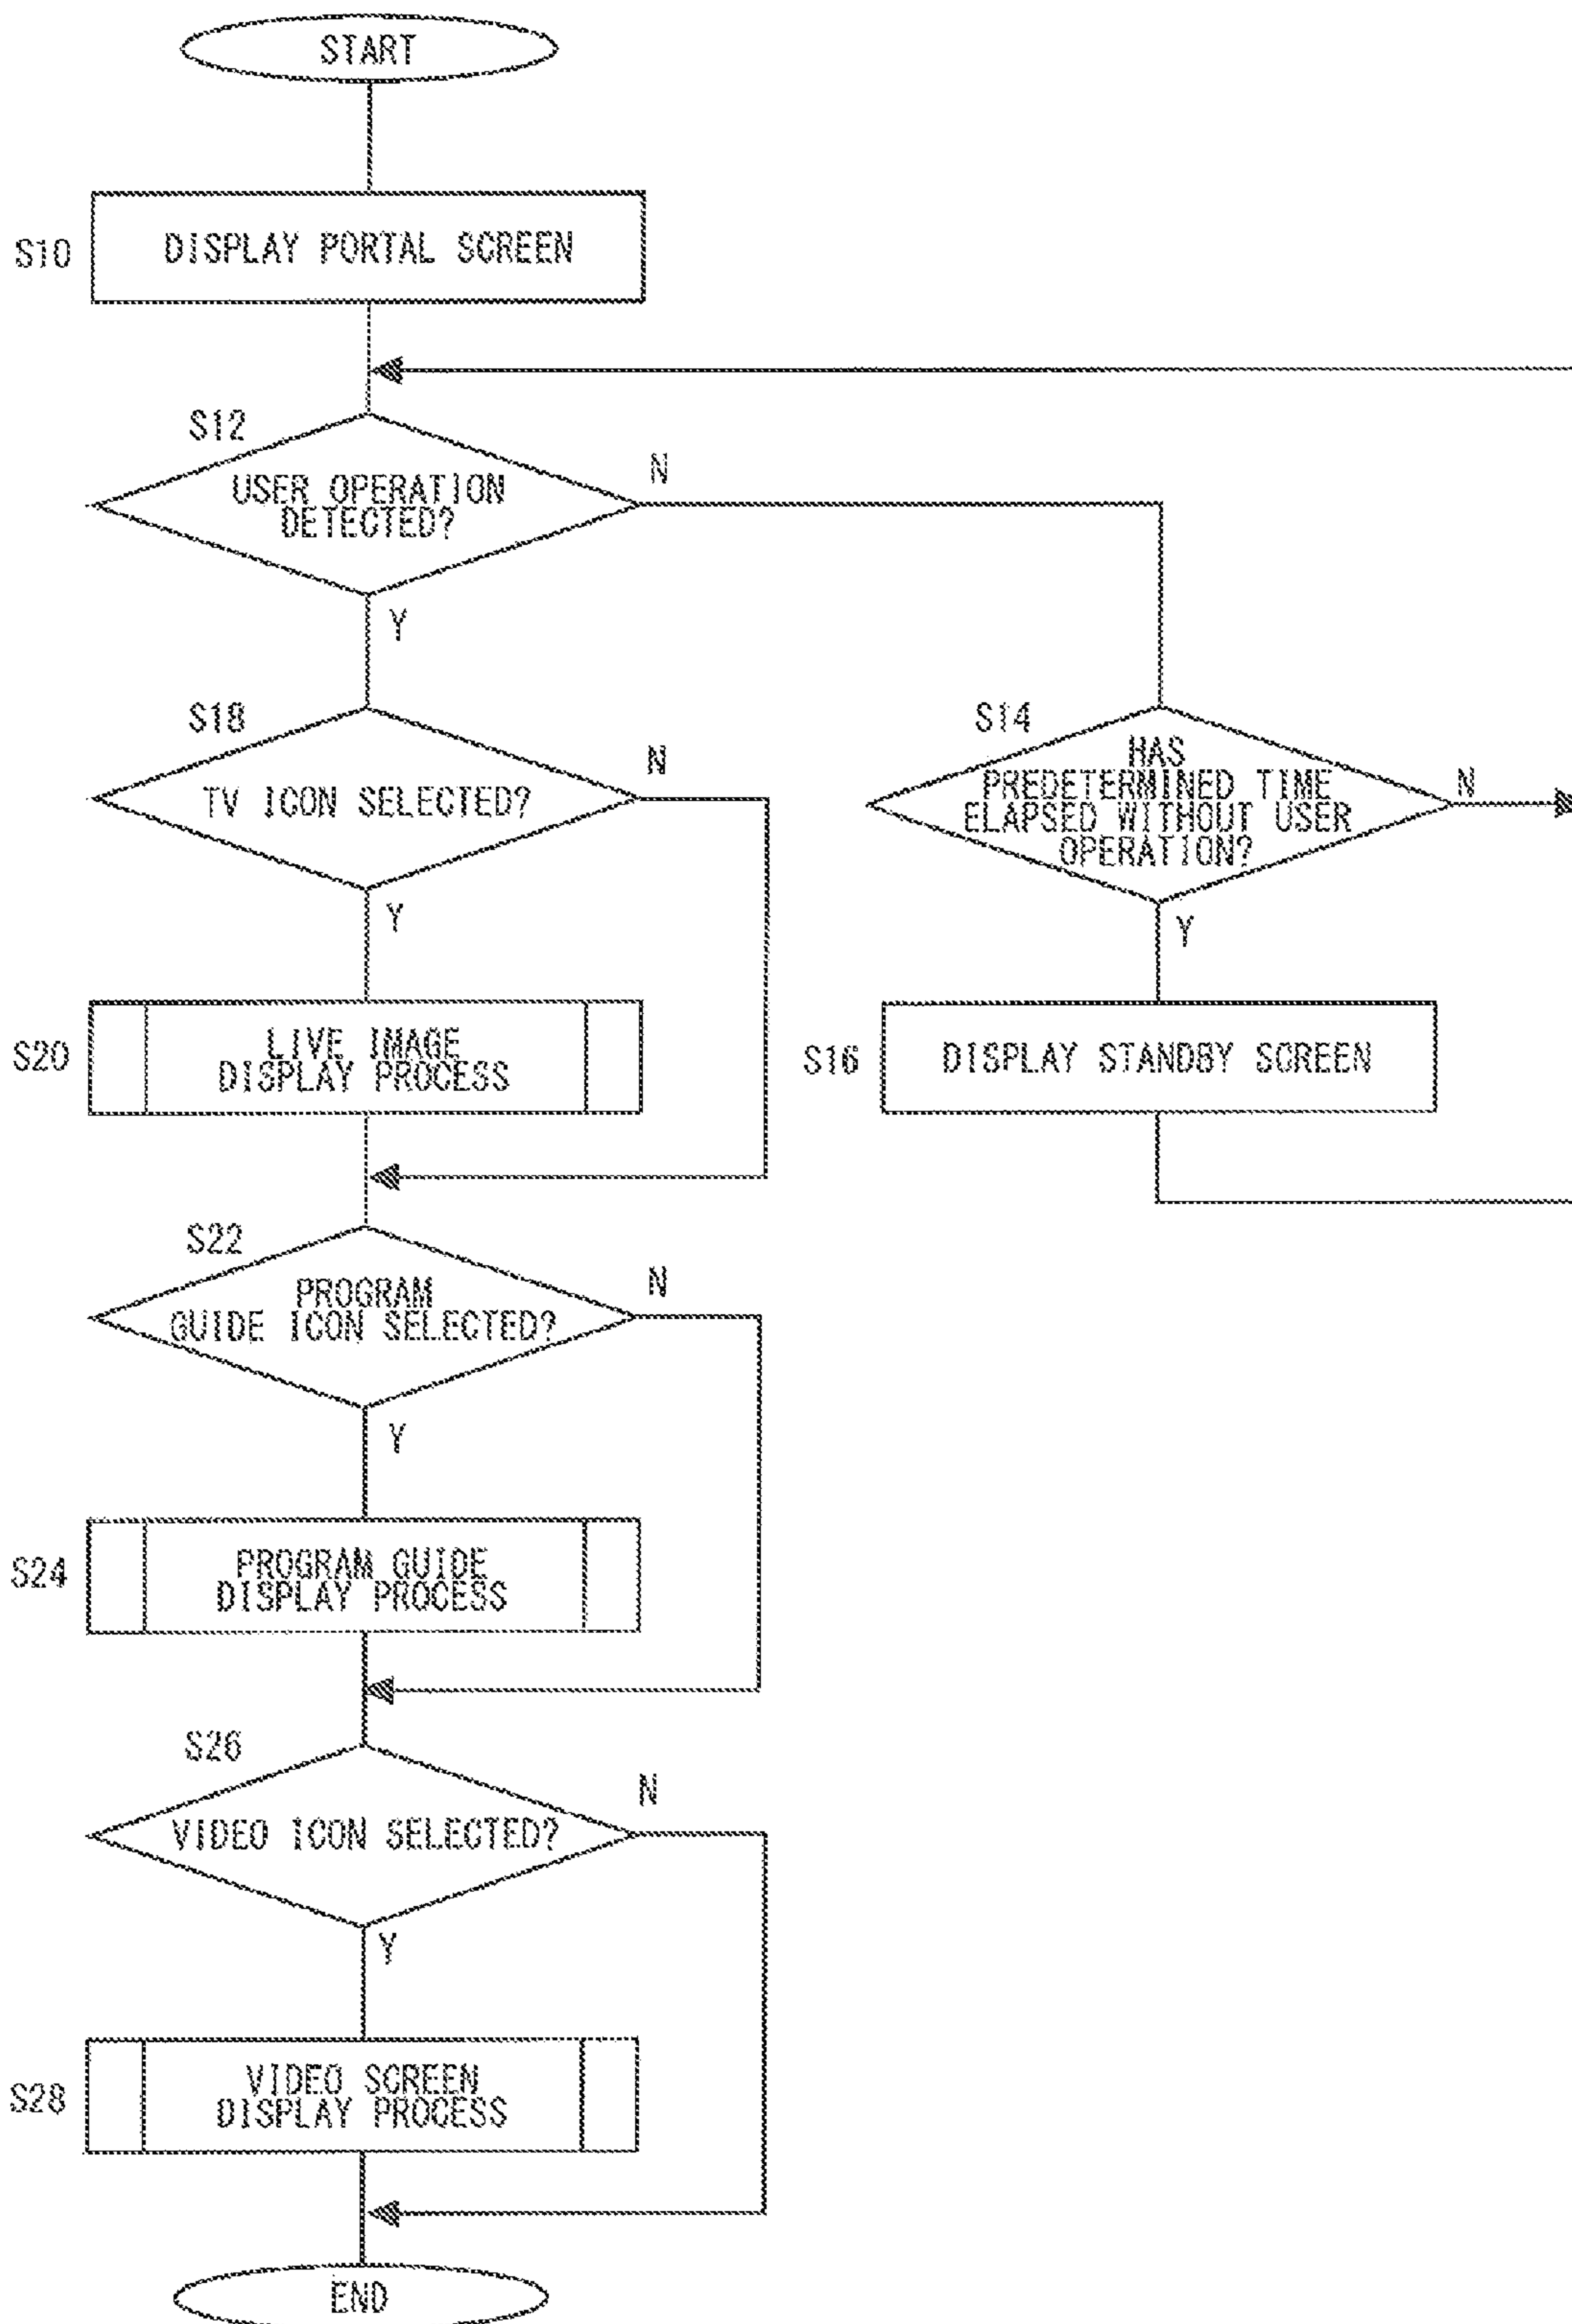 START
S10
DISPLAY PORTAL SCREEN
S12
USER OPERATION
DETECTED?
N
Y
S18
TV ICON SELECTED?
N
Y
S14
HAS
PREDETERMINED TIME
ELAPSED WITHOUT USER
OPERATION?
N
Y
S20
LIVE IMAGE
DISPLAY PROCESS
S16
DISPLAY STANDBY SCREEN
S22
PROGRAM
GUIDE ICON SELECTED?
N
Y
S24
PROGRAM GUIDE
DISPLAY PROCESS
S26
VIDEO ICON SELECTED?
N
Y
S28
VIDEO SCREEN
DISPLAY PROCESS
END